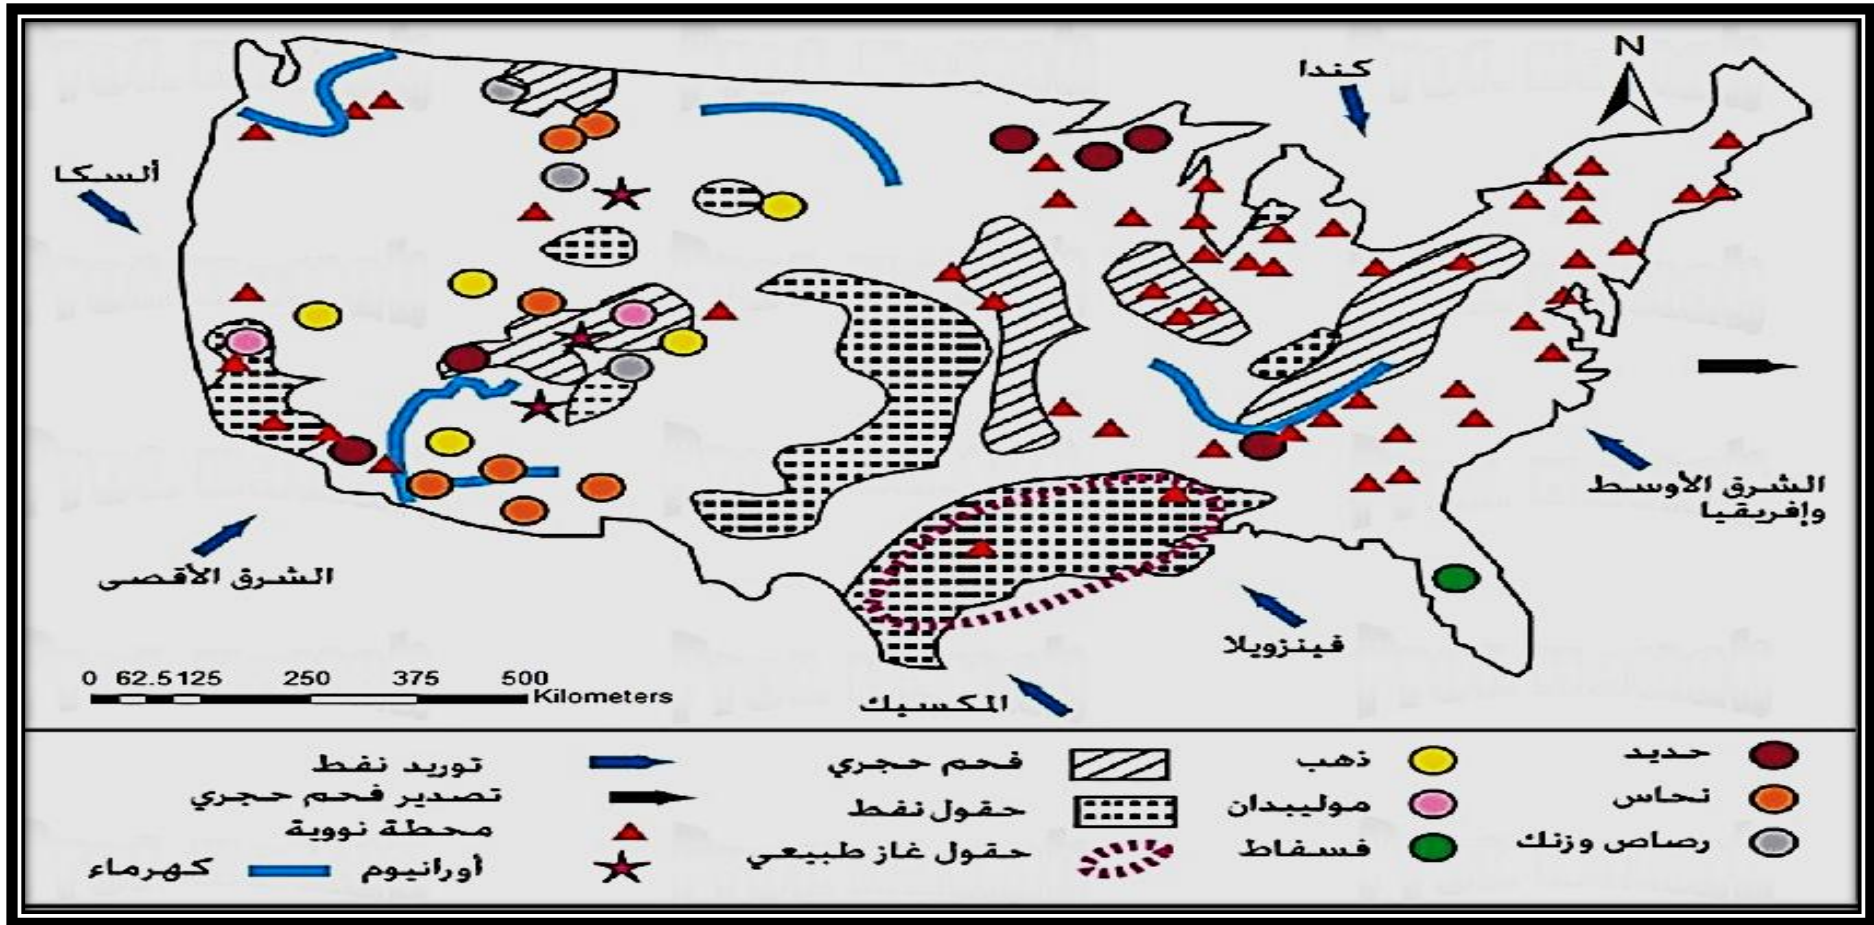 N
كندا
ألسكا
الشرق الأوسط
وإفريقيا
الشرق الأقصى
فينزويلا
المكسيك
0 62.5 125 250 375 500
Kilometers
حديد
ذهب
فحم حجري
توريد نفط
نحاس
موليبدان
حقول نفط
تصدير فحم حجري
رصاص وزنك
فسفاط
حقول غاز طبيعي
محطة نووية
أورانيوم
كهرماء